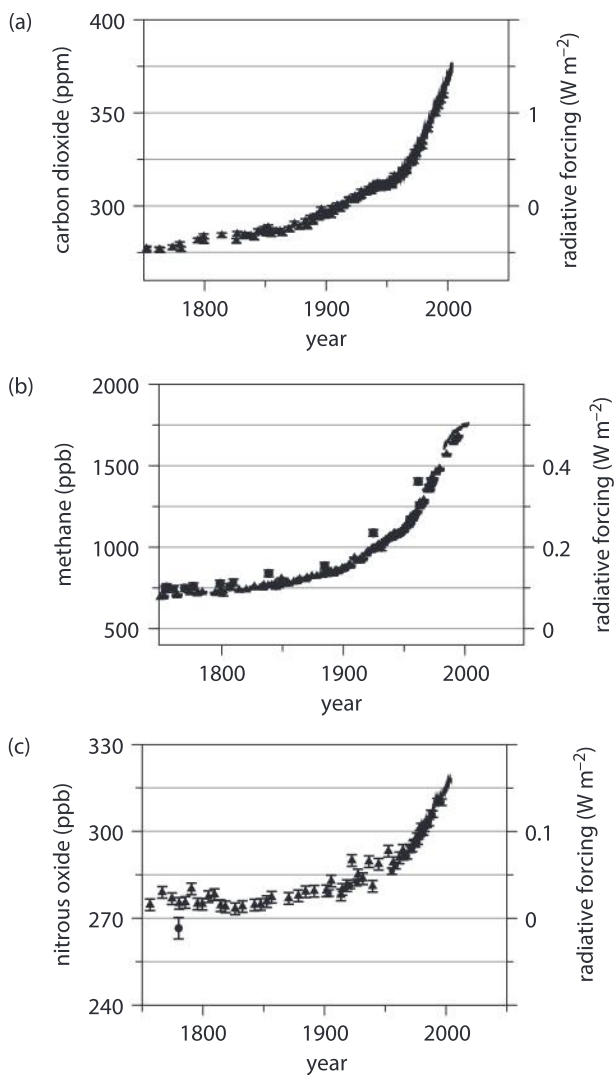 (a)
carbon dioxide (ppm)
400
350
300
1
0
radiative forcing (W m−2)
1800 1900 2000
year
(b)
methane (ppb)
2000
1500
1000
500
0.4
0.2
0
radiative forcing (W m−2)
1800 1900 2000
year
(c)
nitrous oxide (ppb)
330
300
270
240
0.1
0
radiative forcing (W m−2)
1800 1900 2000
year